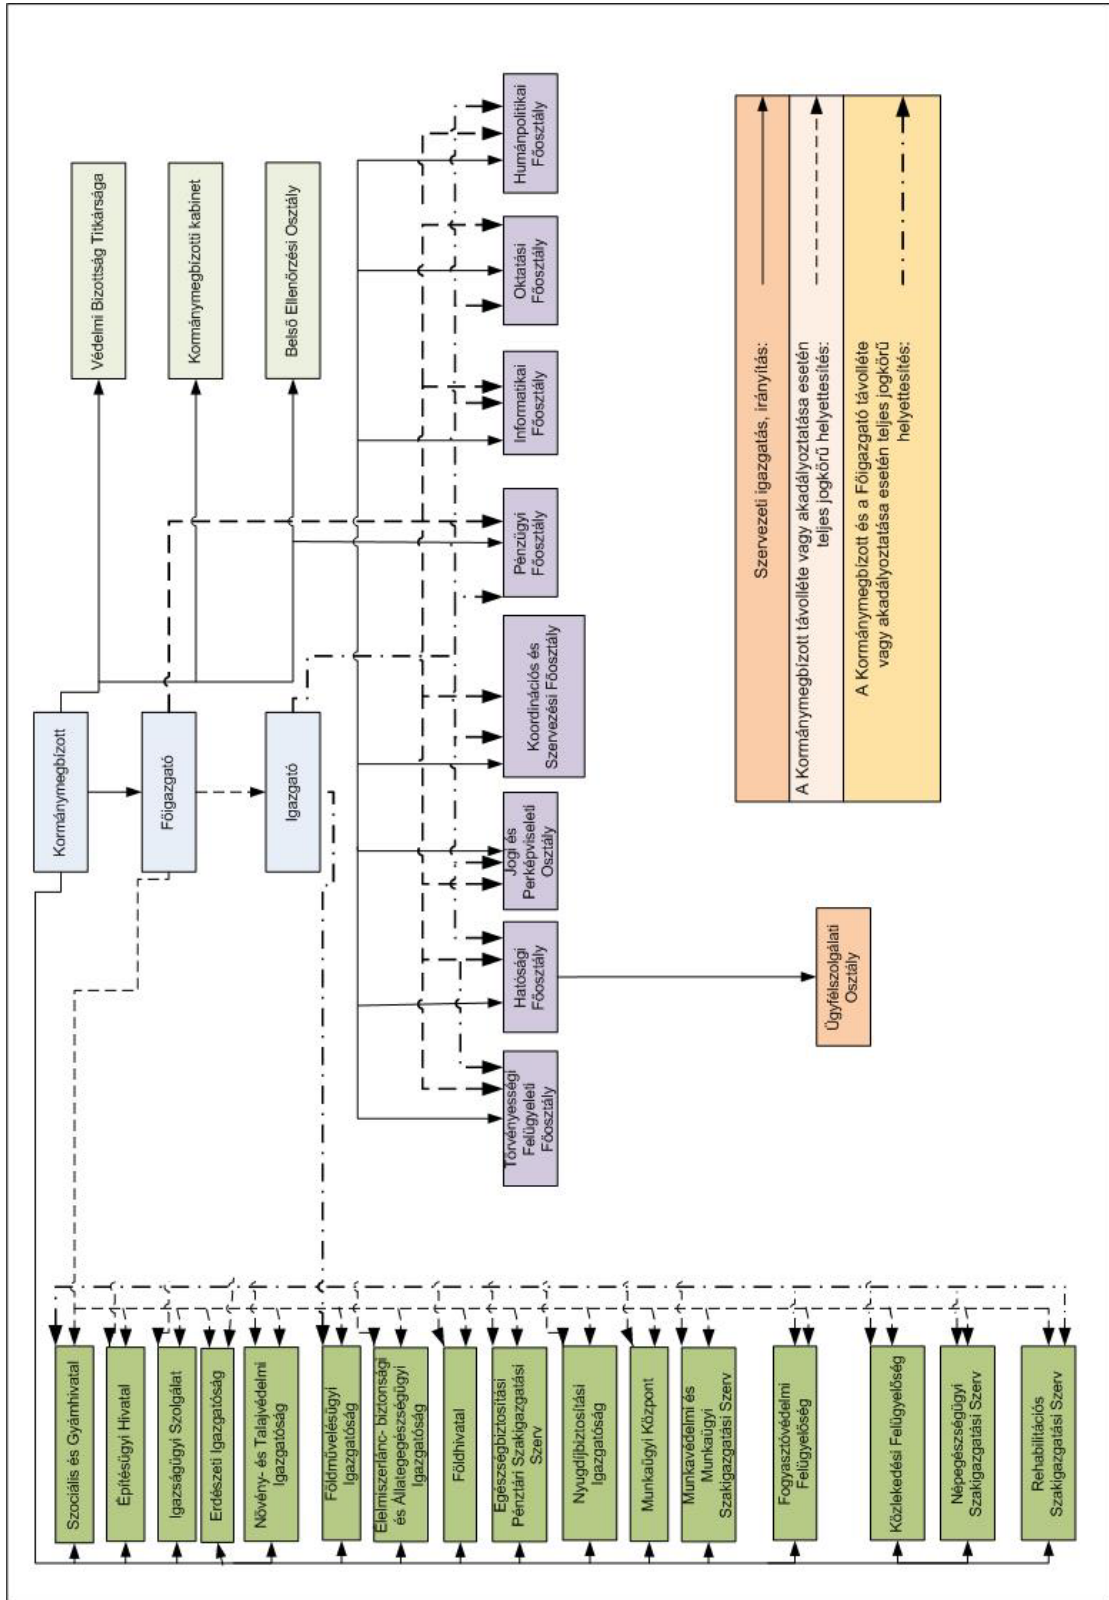 Kormánymegbízott
Főigazgató
Igazgató
Védelmi Bizottság Titkársága
Kormánymegbízotti kabinet
Belső Ellenőrzési Osztály
Törvényességi
Felügyeleti
Főosztály
Hatósági
Főosztály
Jogi és
Perképviseleti
Osztály
Koordinációs és
Szervezési Főosztály
Pénzügyi
Főosztály
Informatikai
Főosztály
Oktatási
Főosztály
Humánpolitikai
Főosztály
Ügyfélszolgálati
Osztály
Szociális és Gyámhivatal
Építésügyi Hivatal
Igazságügyi Szolgálat
Erdészeti Igazgatóság
Növény- és Talajvédelmi
Igazgatóság
Földművelésügyi
Igazgatóság
Élelmiszerlánc- biztonsági
és Állategegészségügyi
Igazgatóság
Földhivatal
Egészségbiztosítási
Pénztári Szakigazgatási
Szerv
Nyugdíjbiztosítási
Igazgatóság
Munkaügyi Központ
Munkavédelmi és
Munkaügyi
Szakigazgatási Szerv
Fogyasztóvédelmi
Felügyelőség
Közlekedési Felügyelőség
Népegészségügyi
Szakigazgatási Szerv
Rehabilitációs
Szakigazgatási Szerv
Szervezeti igazgatás, irányítás:
A Kormánymegbízott távolléte vagy akadályoztatása esetén
teljes jogkörű helyettesítés:
A Kormánymegbízott és a Főigazgató távolléte
vagy akadályoztatása esetén teljes jogkörű
helyettesítés: